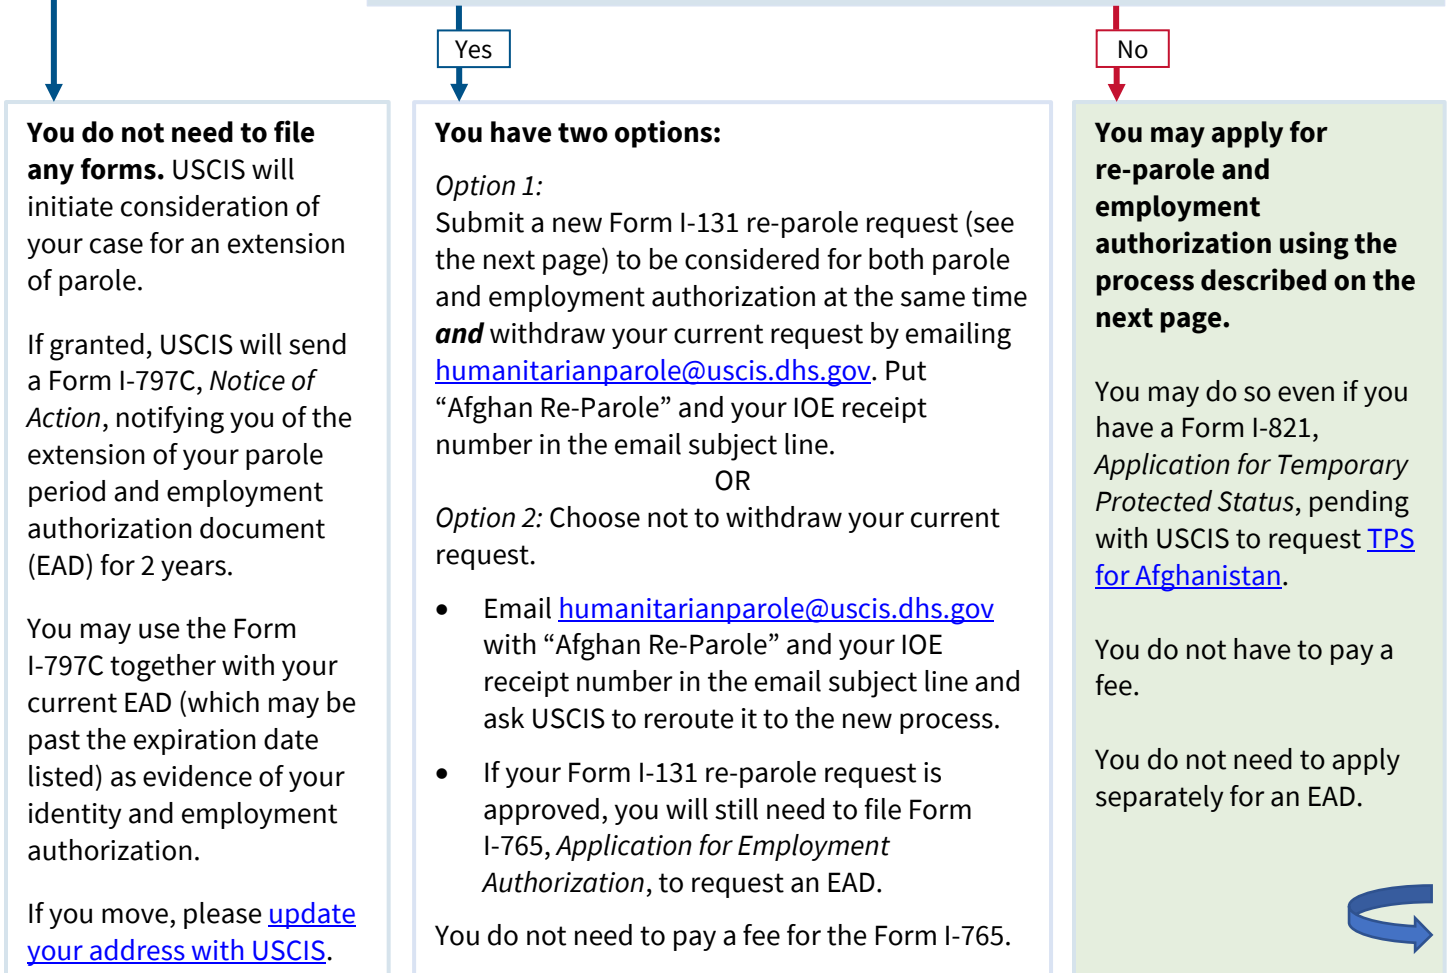 Yes
No
You do not need to file
any forms. USCIS will
initiate consideration of
your case for an extension
of parole.
If granted, USCIS will send
a Form I-797C, Notice of
Action, notifying you of the
extension of your parole
period and employment
authorization document
(EAD) for 2 years.
You may use the Form
I-797C together with your
current EAD (which may be
past the expiration date
listed) as evidence of your
identity and employment
authorization.
If you move, please update
your address with USCIS.
You have two options:
Option 1:
Submit a new Form I-131 re-parole request (see
the next page) to be considered for both parole
and employment authorization at the same time
and withdraw your current request by emailing
humanitarianparole@uscis.dhs.gov. Put
“Afghan Re-Parole” and your IOE receipt
number in the email subject line.
OR
Option 2: Choose not to withdraw your current
request.
• Email humanitarianparole@uscis.dhs.gov
with “Afghan Re-Parole” and your IOE
receipt number in the email subject line and
ask USCIS to reroute it to the new process.
• If your Form I-131 re-parole request is
approved, you will still need to file Form
I-765, Application for Employment
Authorization, to request an EAD.
You do not need to pay a fee for the Form I-765.
You may apply for
re-parole and
employment
authorization using the
process described on the
next page.
You may do so even if you
have a Form I-821,
Application for Temporary
Protected Status, pending
with USCIS to request TPS
for Afghanistan.
You do not have to pay a
fee.
You do not need to apply
separately for an EAD.